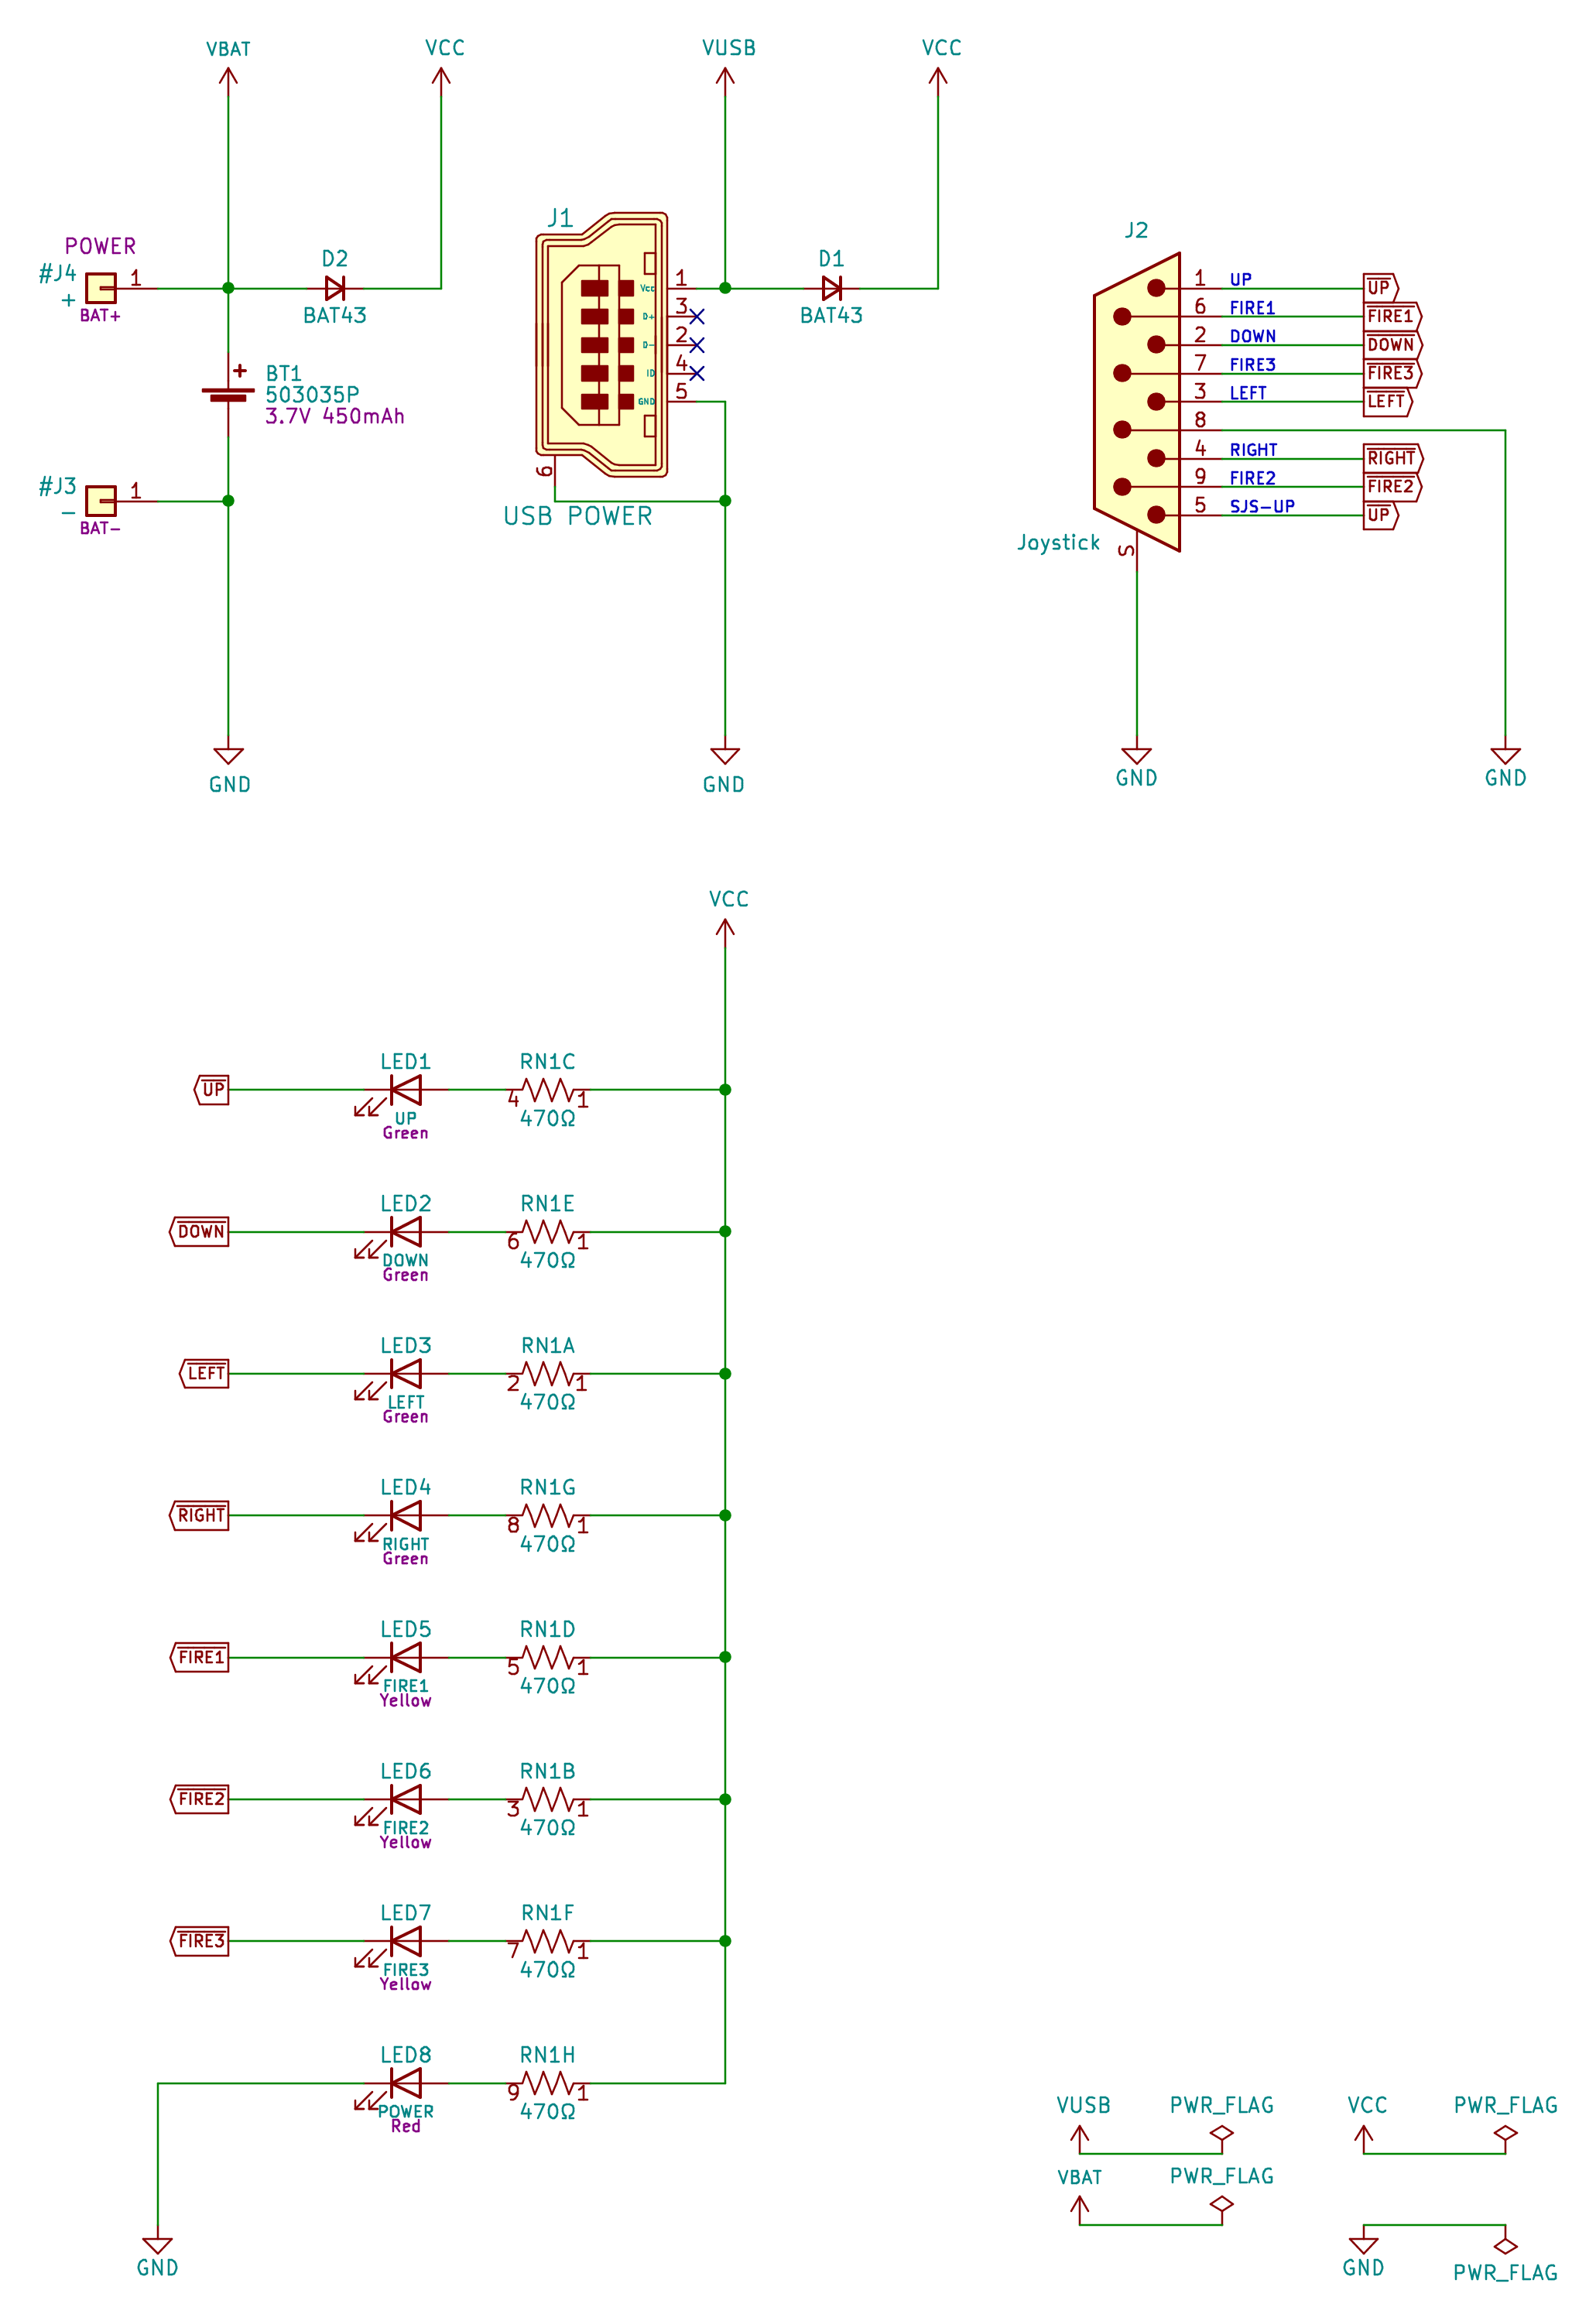 VBAT
VCC
VUSB
VCC
POWER
#J4
+
1
BAT+
D2
BAT43
BT1
503035P
3.7V 450mAh
+
#J3
-
1
BAT-
GND
J1
1
3
2
4
5
6
Vcc
D+
D-
ID
GND
USB POWER
D1
BAT43
GND
J2
Joystick
1 UP UP
6 FIRE1 FIRE1
2 DOWN DOWN
7 FIRE3 FIRE3
3 LEFT LEFT
8
4 RIGHT RIGHT
9 FIRE2 FIRE2
5 SJS-UP UP
S
GND
GND
VCC
LED1 RN1C
UP 4 1
UP 470Ω
Green
LED2 RN1E
DOWN 6 1
DOWN 470Ω
Green
LED3 RN1A
LEFT 2 1
LEFT 470Ω
Green
LED4 RN1G
RIGHT 8 1
RIGHT 470Ω
Green
LED5 RN1D
FIRE1 5 1
FIRE1 470Ω
Yellow
LED6 RN1B
FIRE2 3 1
FIRE2 470Ω
Yellow
LED7 RN1F
FIRE3 7 1
FIRE3 470Ω
Yellow
LED8 RN1H
9 1
POWER 470Ω
Red
GND
VUSB PWR_FLAG
VCC PWR_FLAG
VBAT PWR_FLAG
GND PWR_FLAG